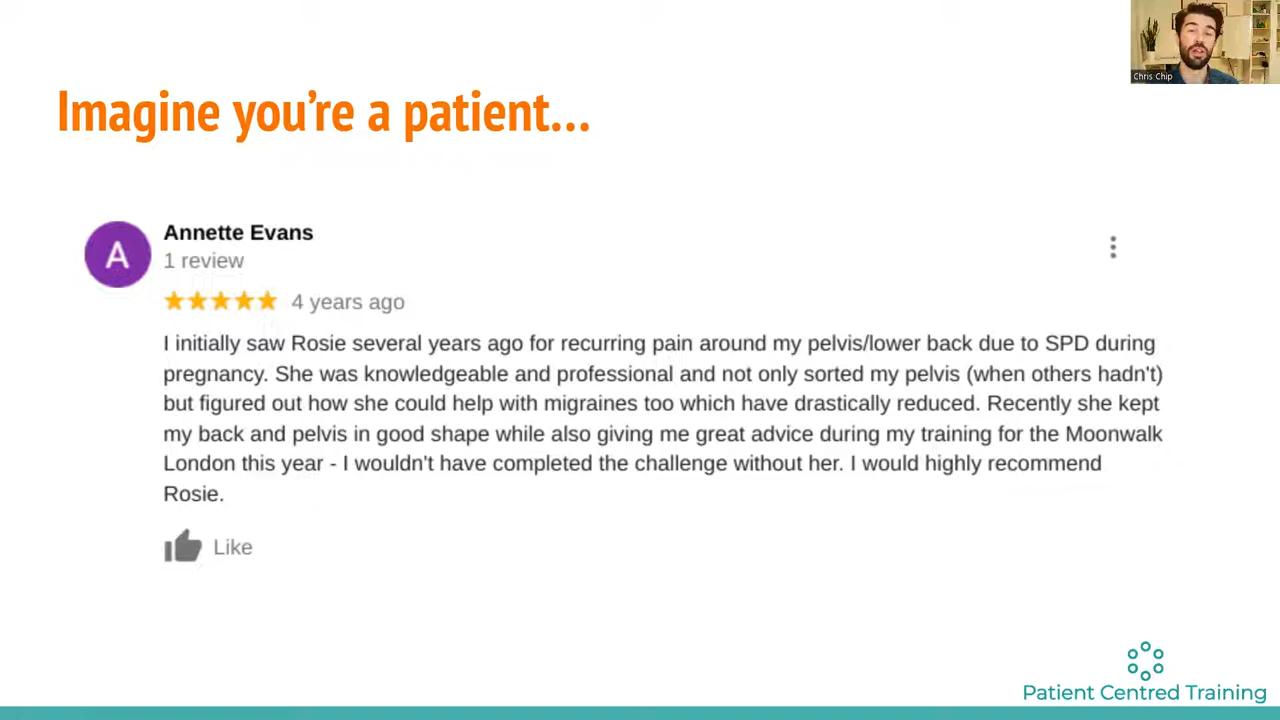 Chris Chip
Imagine you're a patient...
A
Annette Evans
1 review
4 years ago
I initially saw Rosie several years ago for recurring pain around my pelvis/lower back due to SPD during
pregnancy. She was knowledgeable and professional and not only sorted my pelvis (when others hadn't)
but figured out how she could help with migraines too which have drastically reduced. Recently she kept
my back and pelvis in good shape while also giving me great advice during my training for the Moonwalk
London this year - I wouldn't have completed the challenge without her. I would highly recommend
Rosie.
Like
Patient Centred Training